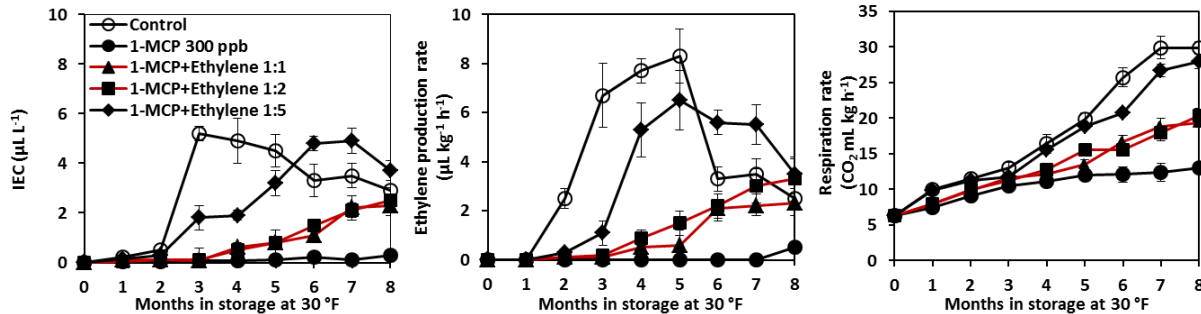 IEC (µL L-1)
10
8
6
4
2
0
Control
1-MCP 300 ppb
1-MCP+Ethylene 1:1
1-MCP+Ethylene 1:2
1-MCP+Ethylene 1:5
0 1 2 3 4 5 6 7 8
Months in storage at 30 °F
Ethylene production rate
(µL kg-1 h-1)
10
8
6
4
2
0
0 1 2 3 4 5 6 7 8
Months in storage at 30 °F
Respiration rate
(CO2 mL kg h-1)
35
30
25
20
15
10
5
0
0 1 2 3 4 5 6 7 8
Months in storage at 30 °F